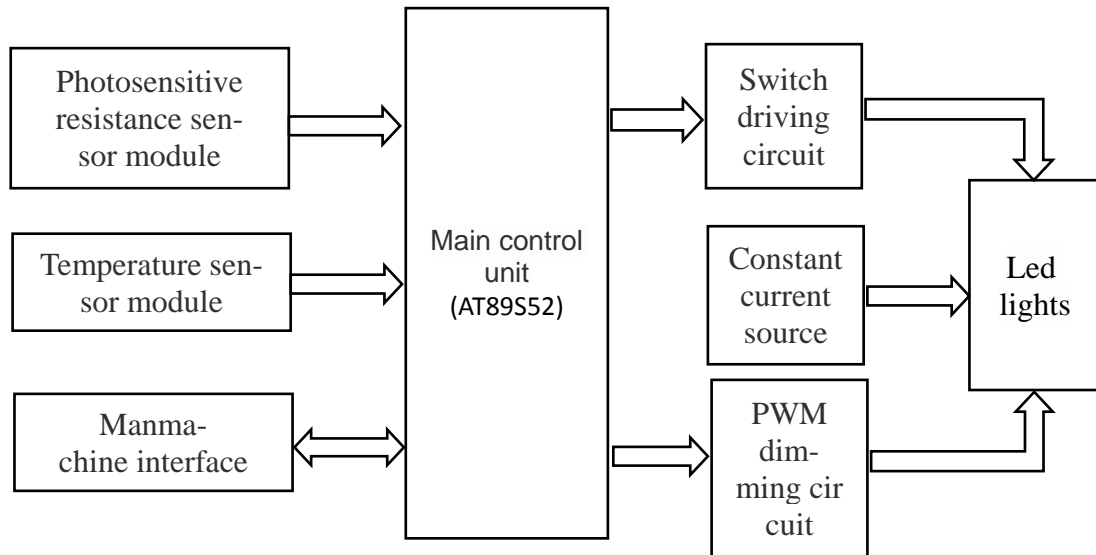 Photosensitive
resistance sen-
sor module
Temperature sen-
sor module
Manma-
chine interface
Main control
unit
(AT89S52)
Switch
driving
circuit
Constant
current
source
PWM
dim-
ming cir
cuit
Led
lights